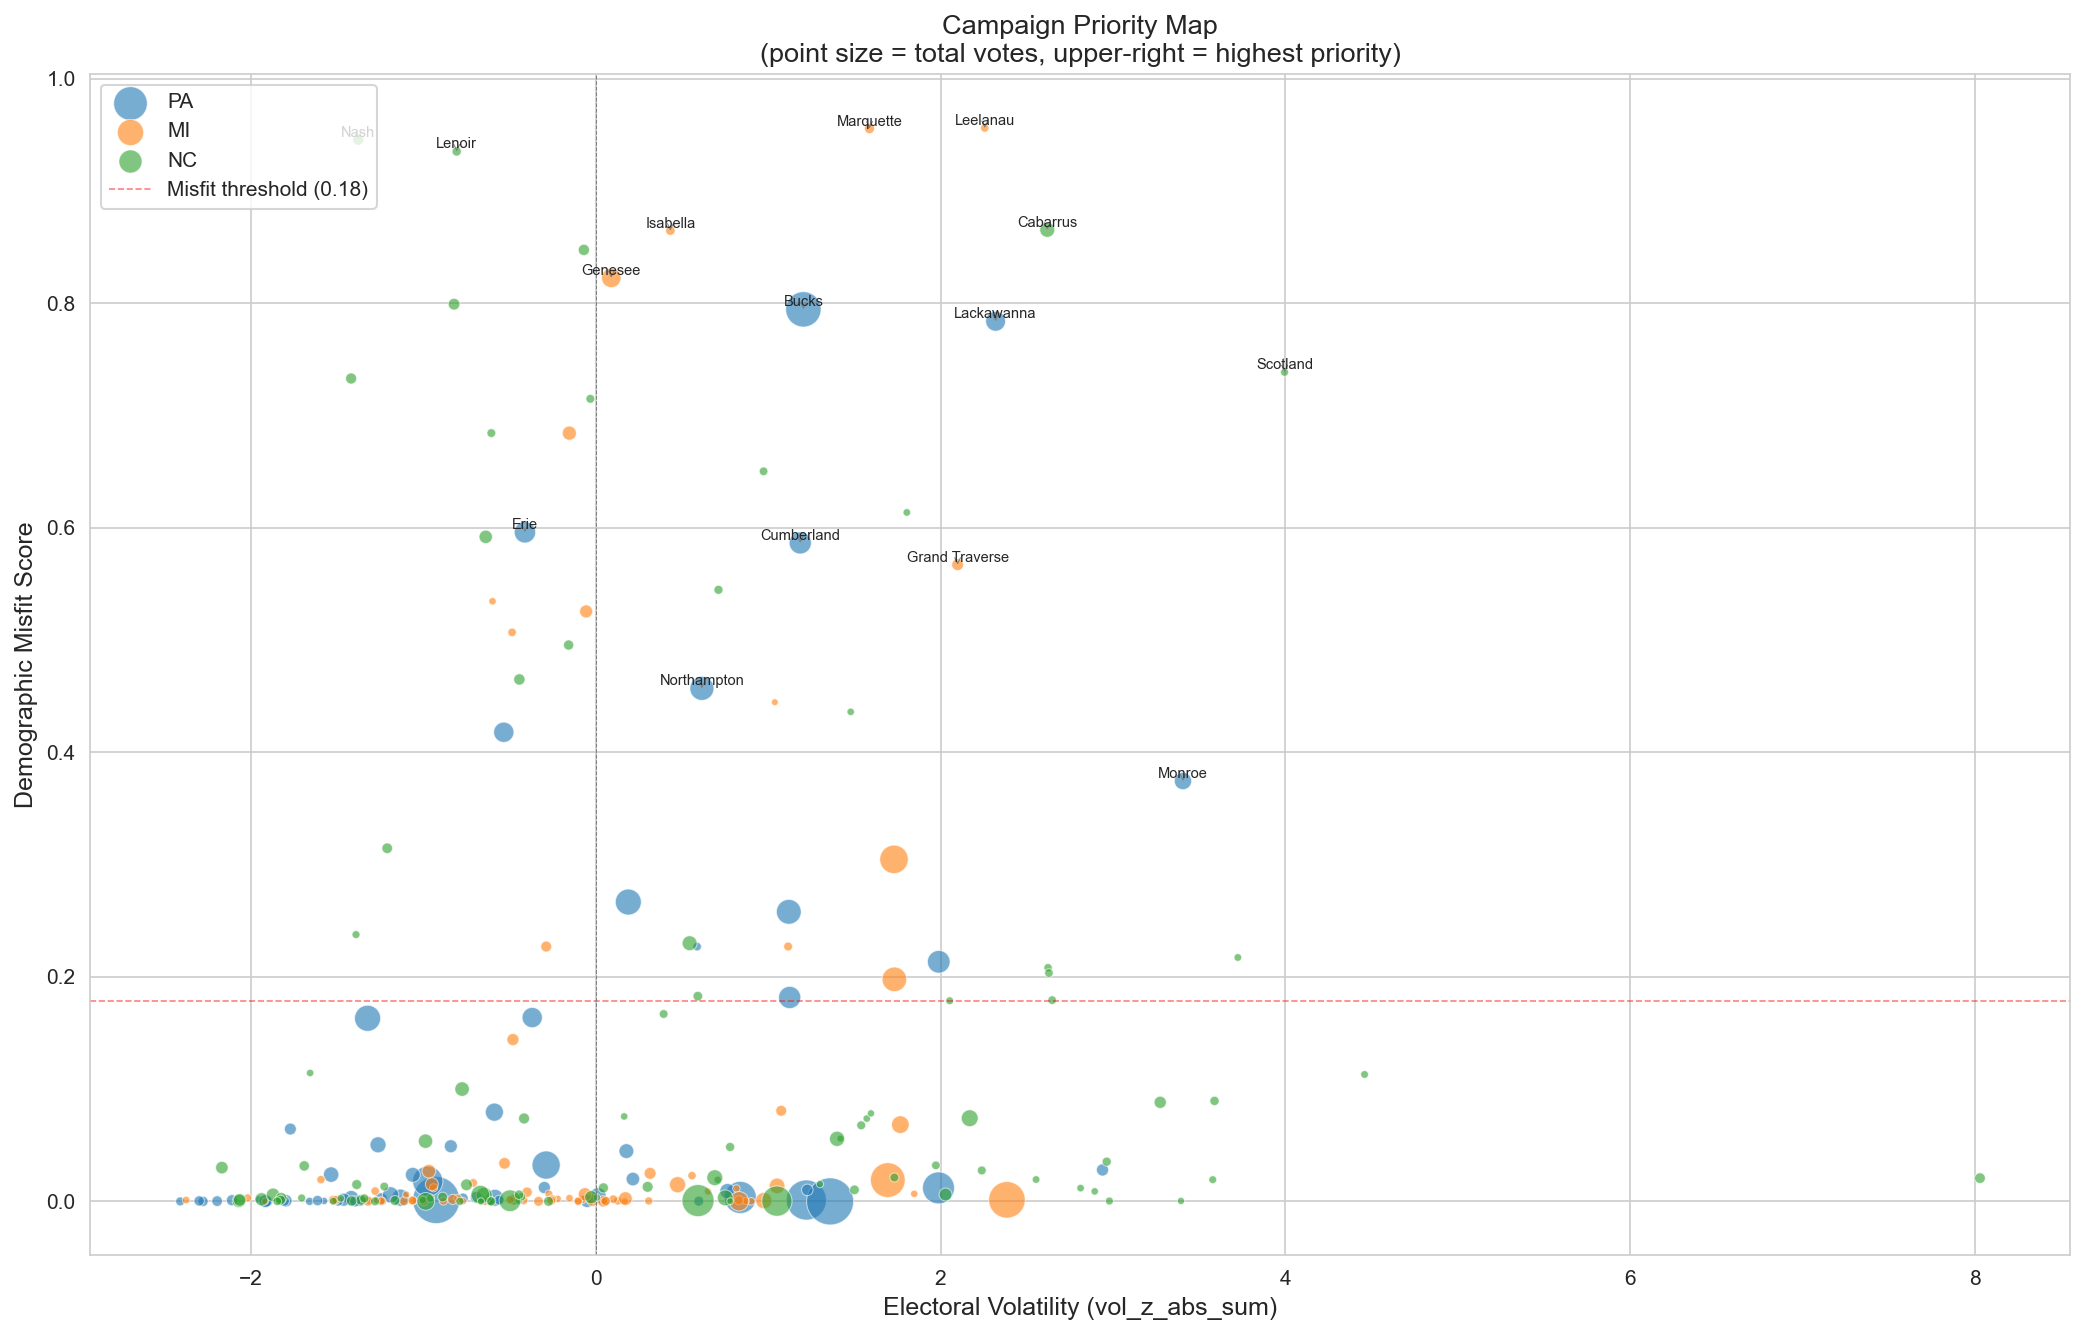 Campaign Priority Map
(point size = total votes, upper-right = highest priority)
PA
MI
NC
Misfit threshold (0.18)
Nash
Lenoir
Marquette
Leelanau
Isabella
Cabarrus
Genesee
Bucks
Lackawanna
Scotland
Erie
Cumberland
Grand Traverse
Northampton
Monroe
1.0
0.8
0.6
0.4
0.2
0.0
Demographic Misfit Score
−2
0
2
4
6
8
Electoral Volatility (vol_z_abs_sum)